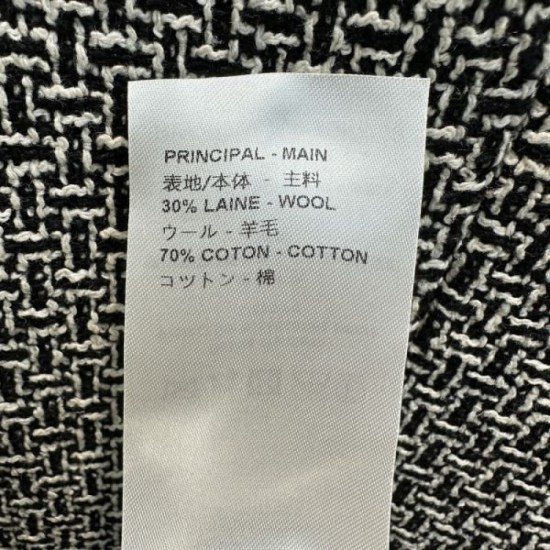 PRINCIPAL - MAIN
表地/本体 - 主料
30% LAINE - WOOL
ウール - 羊毛
70% COTON - COTTON
コットン - 棉